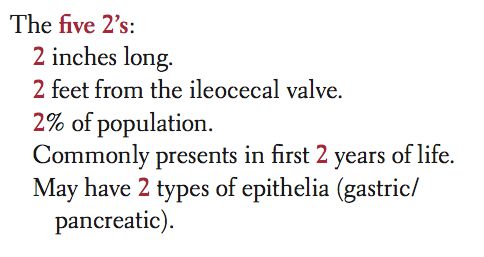 The five 2’s:
2 inches long.
2 feet from the ileocecal valve.
2% of population.
Commonly presents in first 2 years of life.
May have 2 types of epithelia (gastric/
pancreatic).